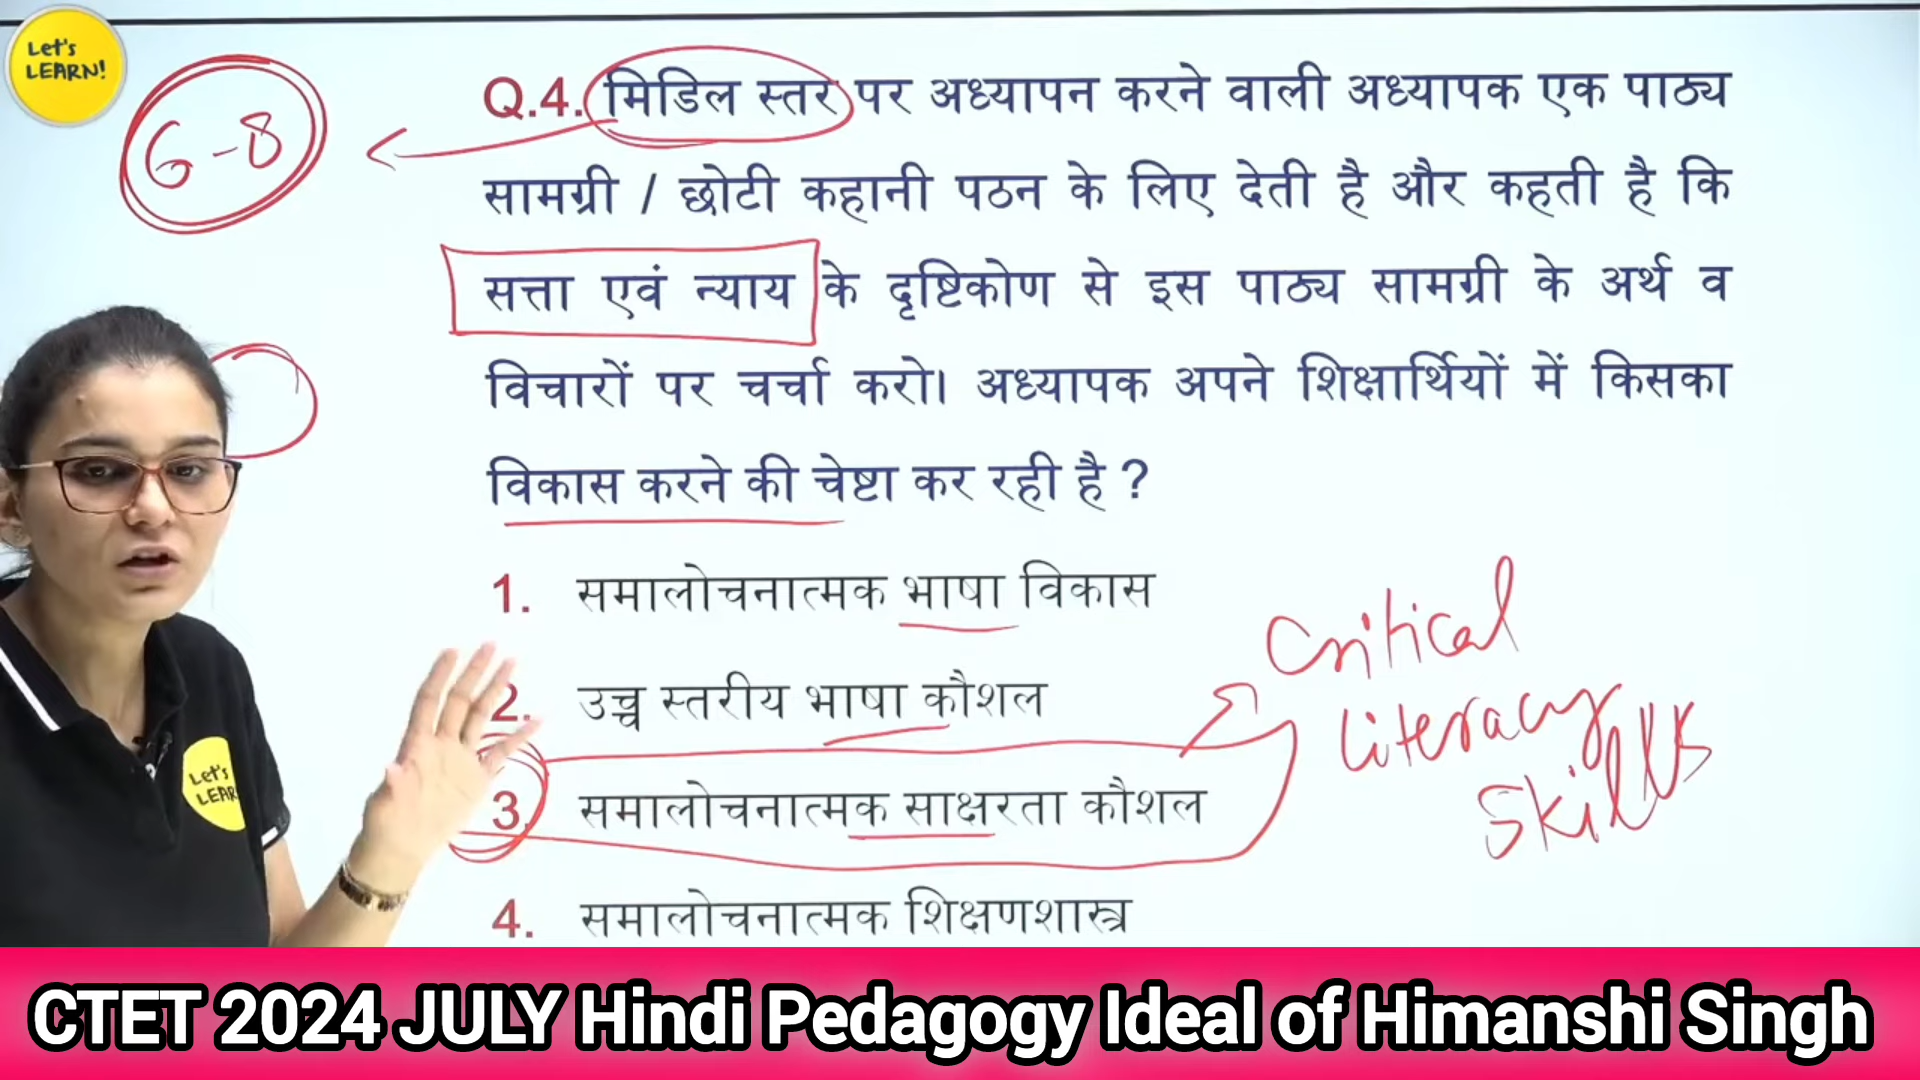 Let's
LEARN!
Q.4. मिडिल स्तर पर अध्यापन करने वाली अध्यापक एक पाठ्य
6-8
सामग्री / छोटी कहानी पठन के लिए देती है और कहती है कि
सत्ता एवं न्याय के दृष्टिकोण से इस पाठ्य सामग्री के अर्थ व
विचारों पर चर्चा करो। अध्यापक अपने शिक्षार्थियों में किसका
विकास करने की चेष्टा कर रही है ?
1. समालोचनात्मक भाषा विकास
2. उच्च स्तरीय भाषा कौशल
3. समालोचनात्मक साक्षरता कौशल
4. समालोचनात्मक शिक्षणशास्त्र
Critical
Literacy
Skills
Let's
LEARN
CTET 2024 JULY Hindi Pedagogy Ideal of Himanshi Singh